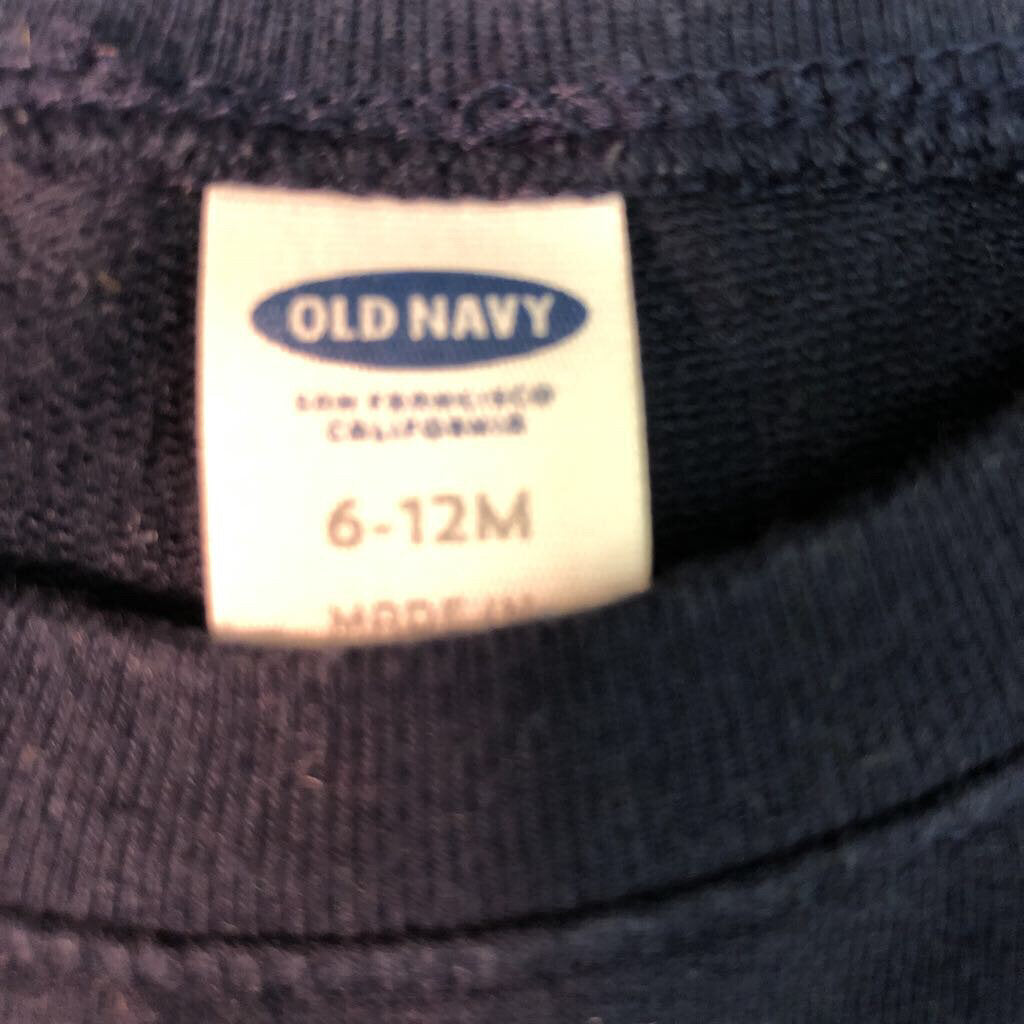 OLD NAVY
SAN FRANCISCO
CALIFORNIA
6-12M
MADE IN